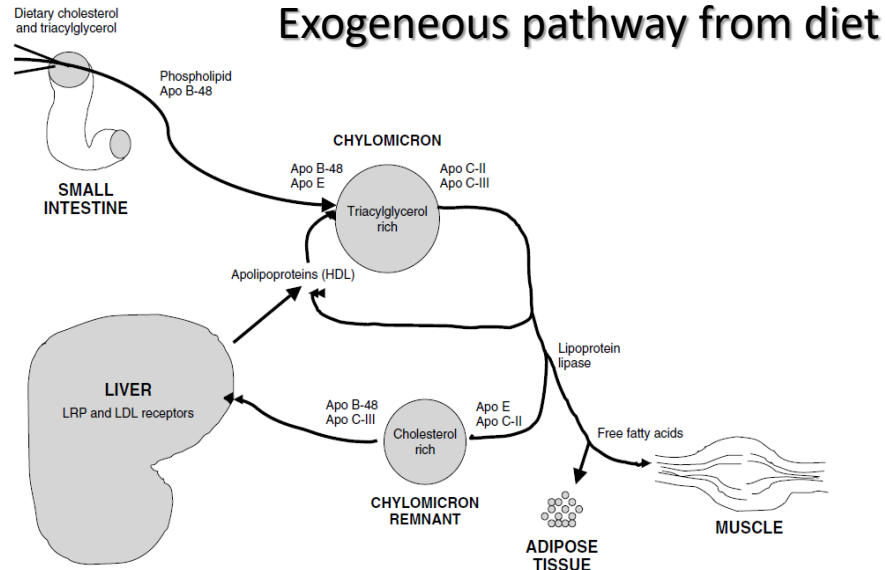 Exogeneous pathway from diet
Dietary cholesterol
and triacylglycerol
Phospholipid
Apo B-48
SMALL
INTESTINE
CHYLOMICRON
Apo B-48
Apo E
Apo C-II
Apo C-III
Triacylglycerol
rich
Apolipoproteins (HDL)
Lipoprotein
lipase
LIVER
LRP and LDL receptors
Apo B-48
Apo C-III
Cholesterol
rich
Apo E
Apo C-II
Free fatty acids
CHYLOMICRON
REMNANT
ADIPOSE
TISSUE
MUSCLE